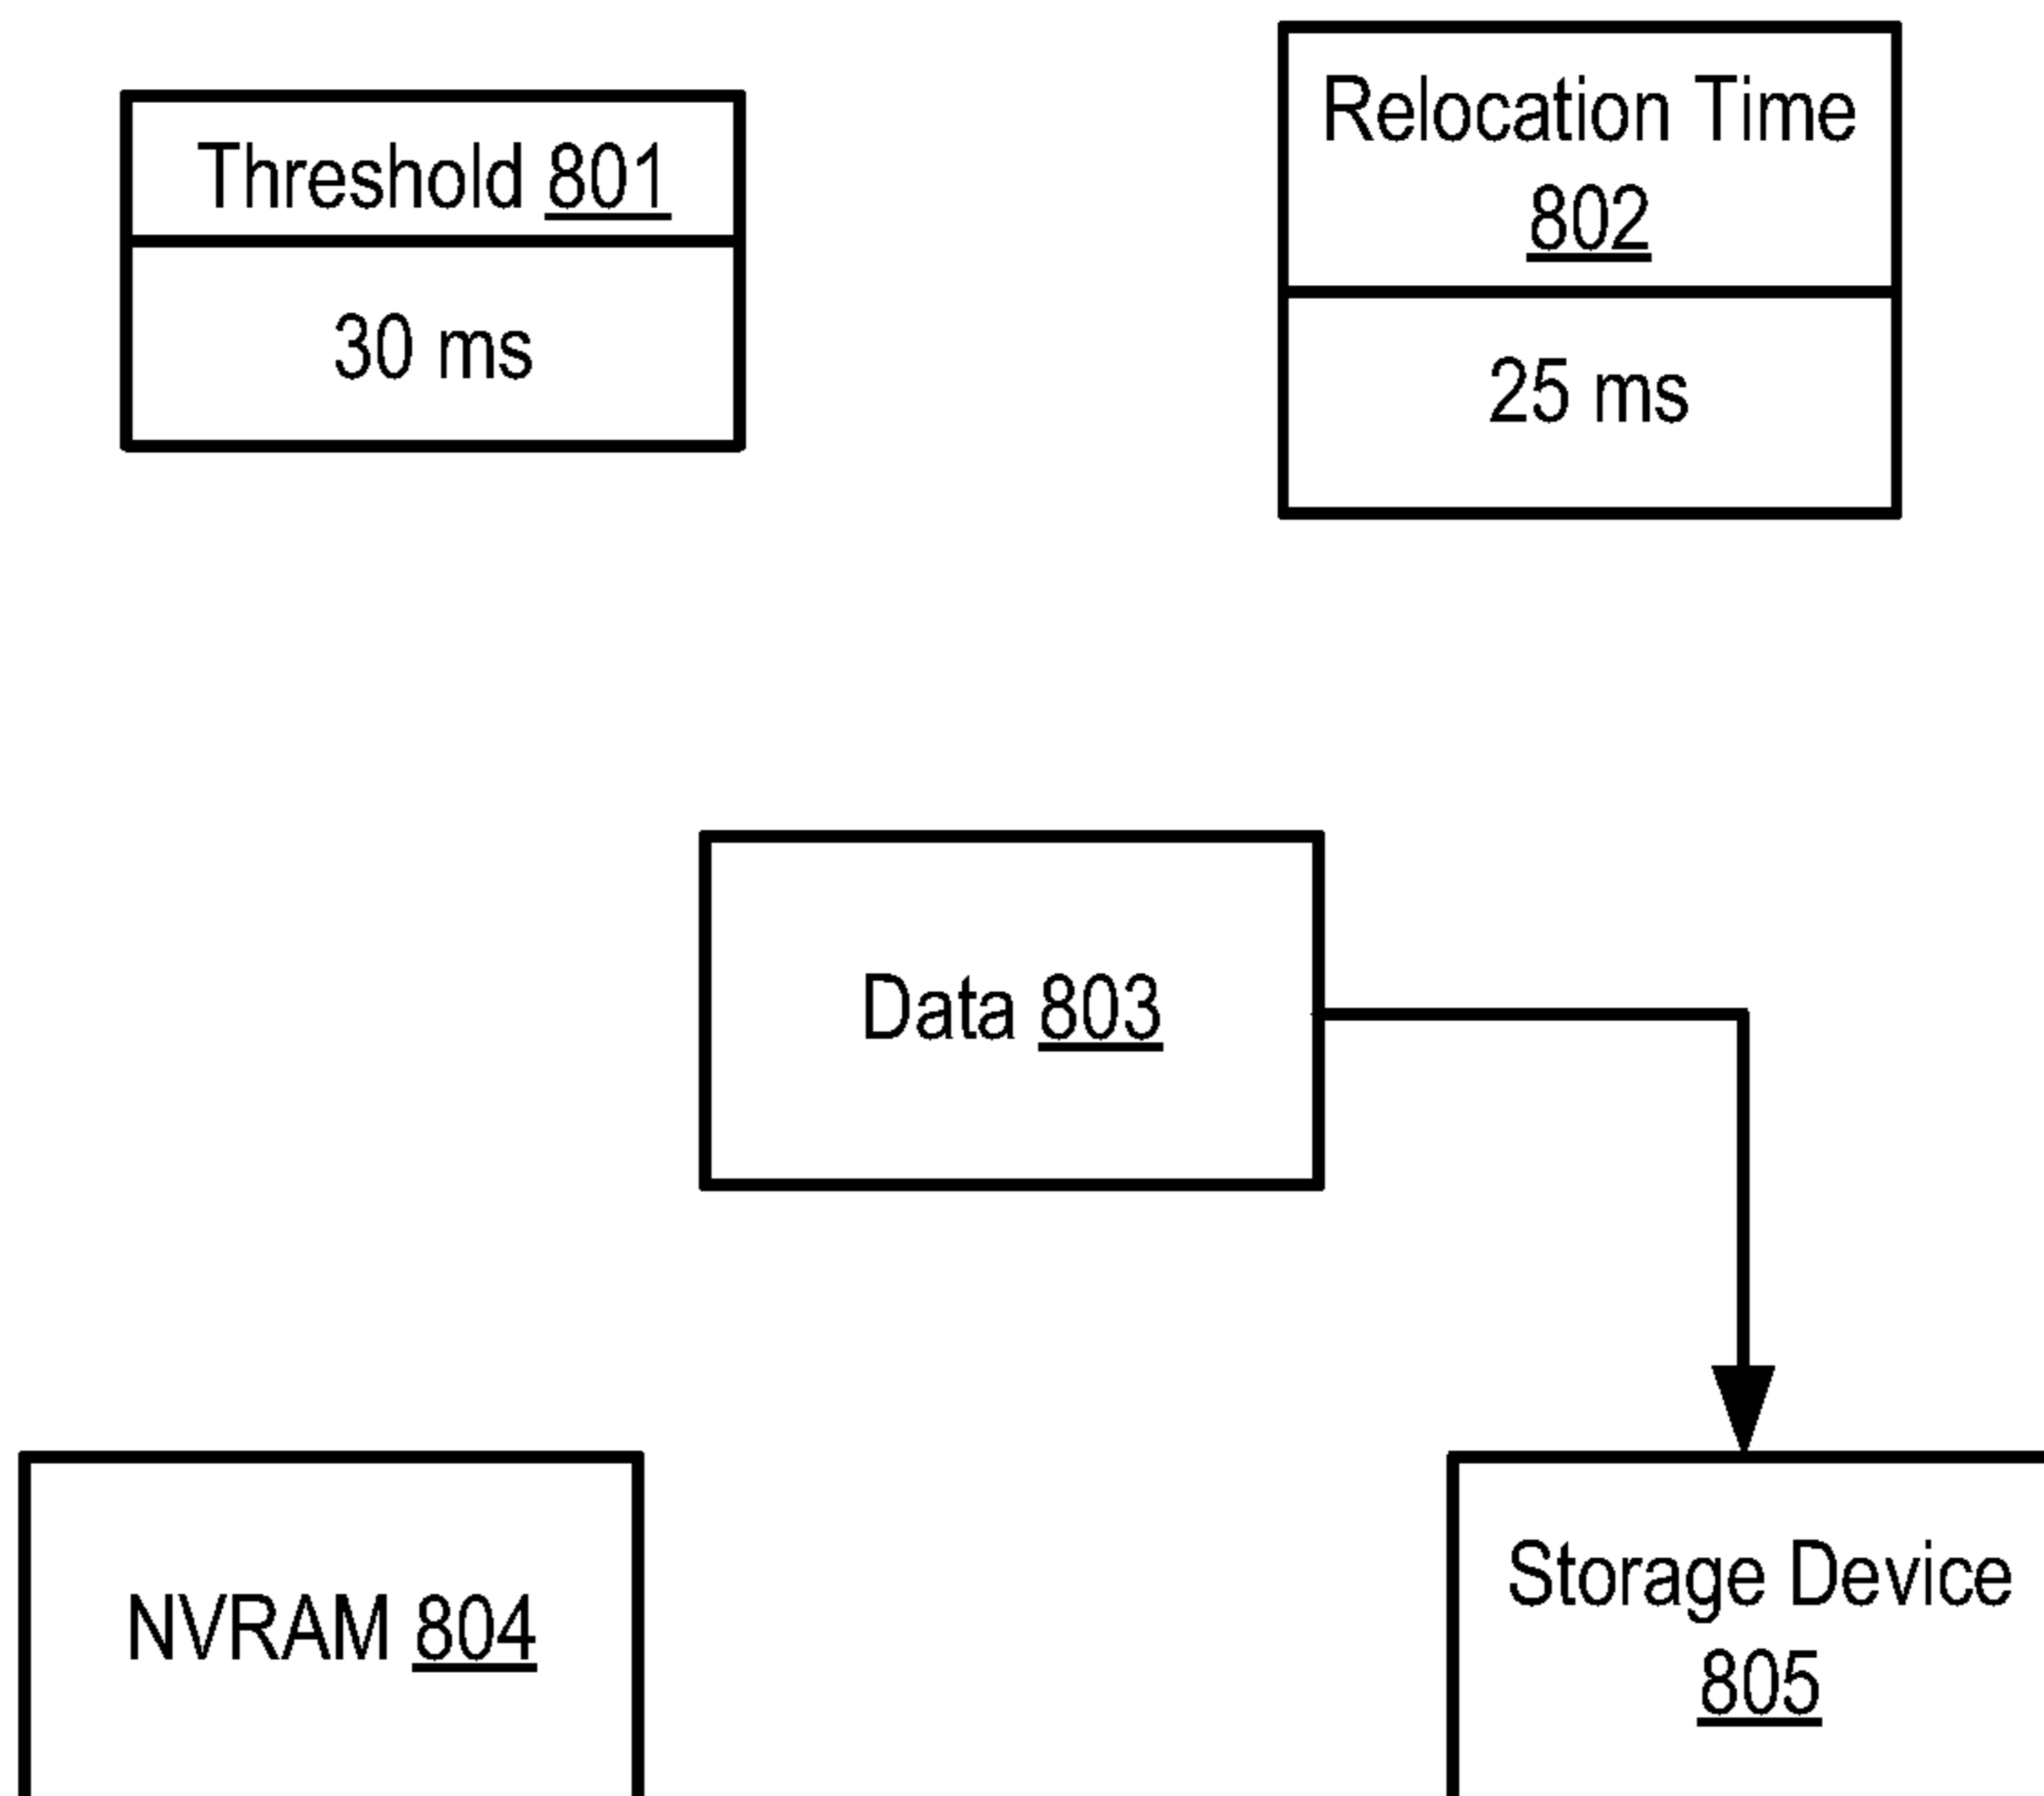 Threshold 801
30 ms
Relocation Time
802
25 ms
Data 803
NVRAM 804
Storage Device
805